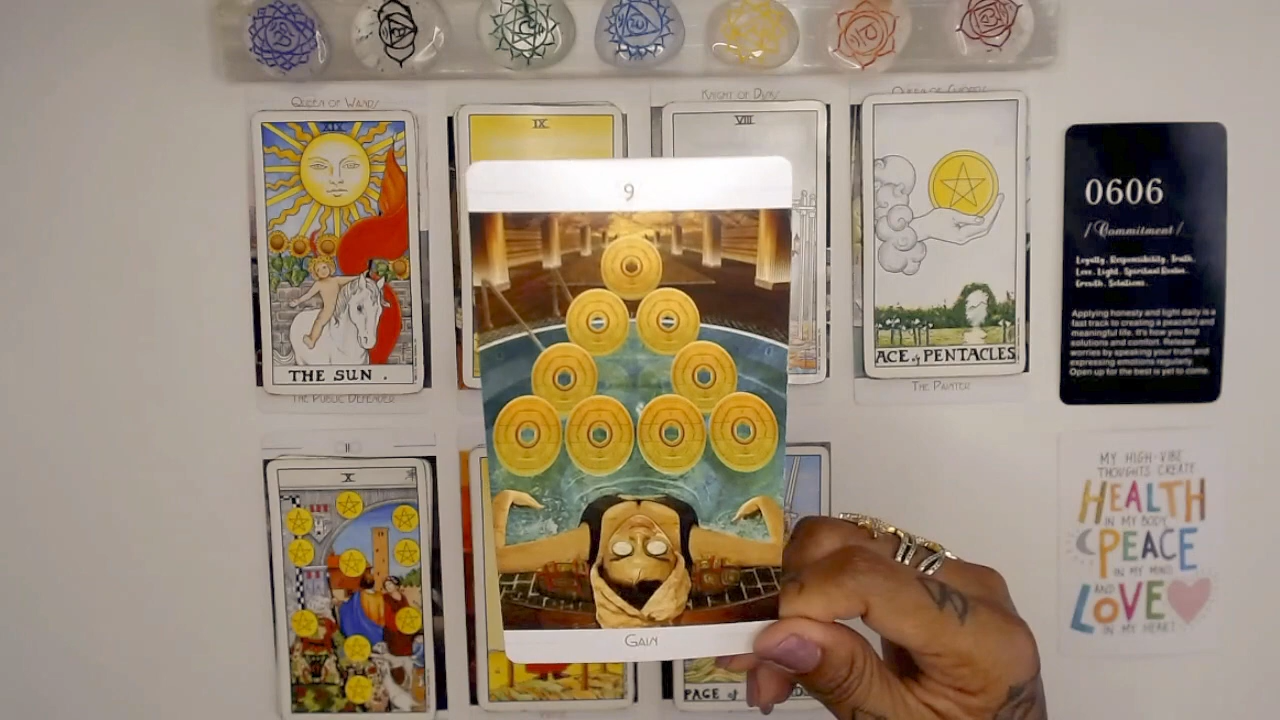 QUEEN OF WANDS
KNIGHT OF DISKS
QUEEN OF SWORDS
XIX
IX
VIII
9
THE SUN .
ACE of PENTACLES
THE PUBLIC DEFENDER
THE PAINTER
0606
/ Commitment /
Loyalty. Responsibility. Truth.
Love. Light. Spiritual Realm.
Growth. Solutions.
Applying honesty and light daily is a
fast track to creating a peaceful and
meaningful life. It's how you find
solutions and comfort. Release
worries by speaking your truth and
expressing emotions regularly.
Open up for the best is yet to come.
II
X
MY HIGH-VIBE
THOUGHTS CREATE
HEALTH
IN MY BODY
PEACE
IN MY MIND
AND
LOVE
IN MY HEART
GAIN
PAGE of